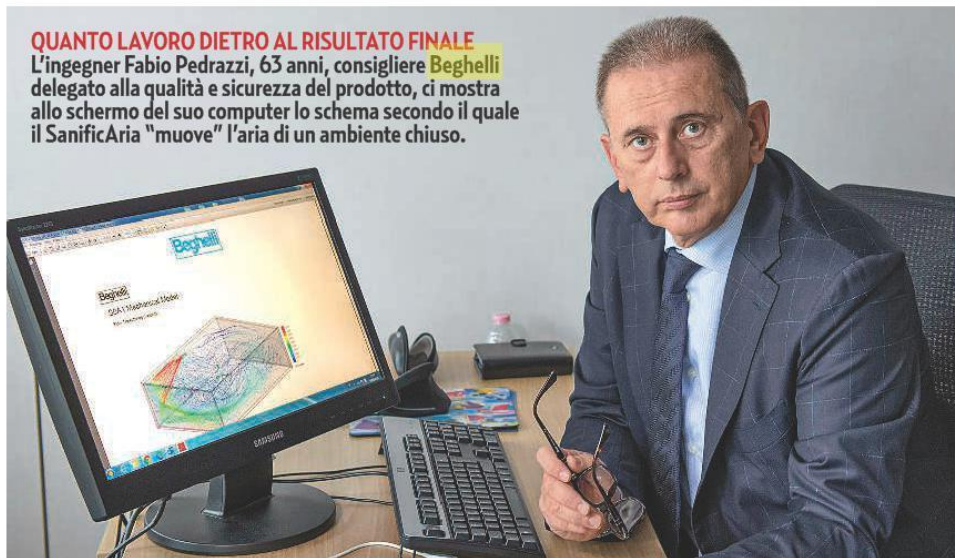 QUANTO LAVORO DIETRO AL RISULTATO FINALE
L'ingegner Fabio Pedrazzi, 63 anni, consigliere Beghelli
delegato alla qualità e sicurezza del prodotto, ci mostra
allo schermo del suo computer lo schema secondo il quale
il SanificAria “muove” l'aria di un ambiente chiuso.
Beghelli
Beghelli
Mechanical Model
SAMSUNG